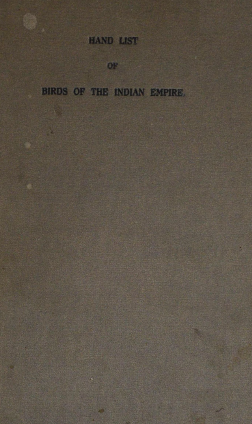 HAND LIST
OF
BIRDS OF THE INDIAN EMPIRE.